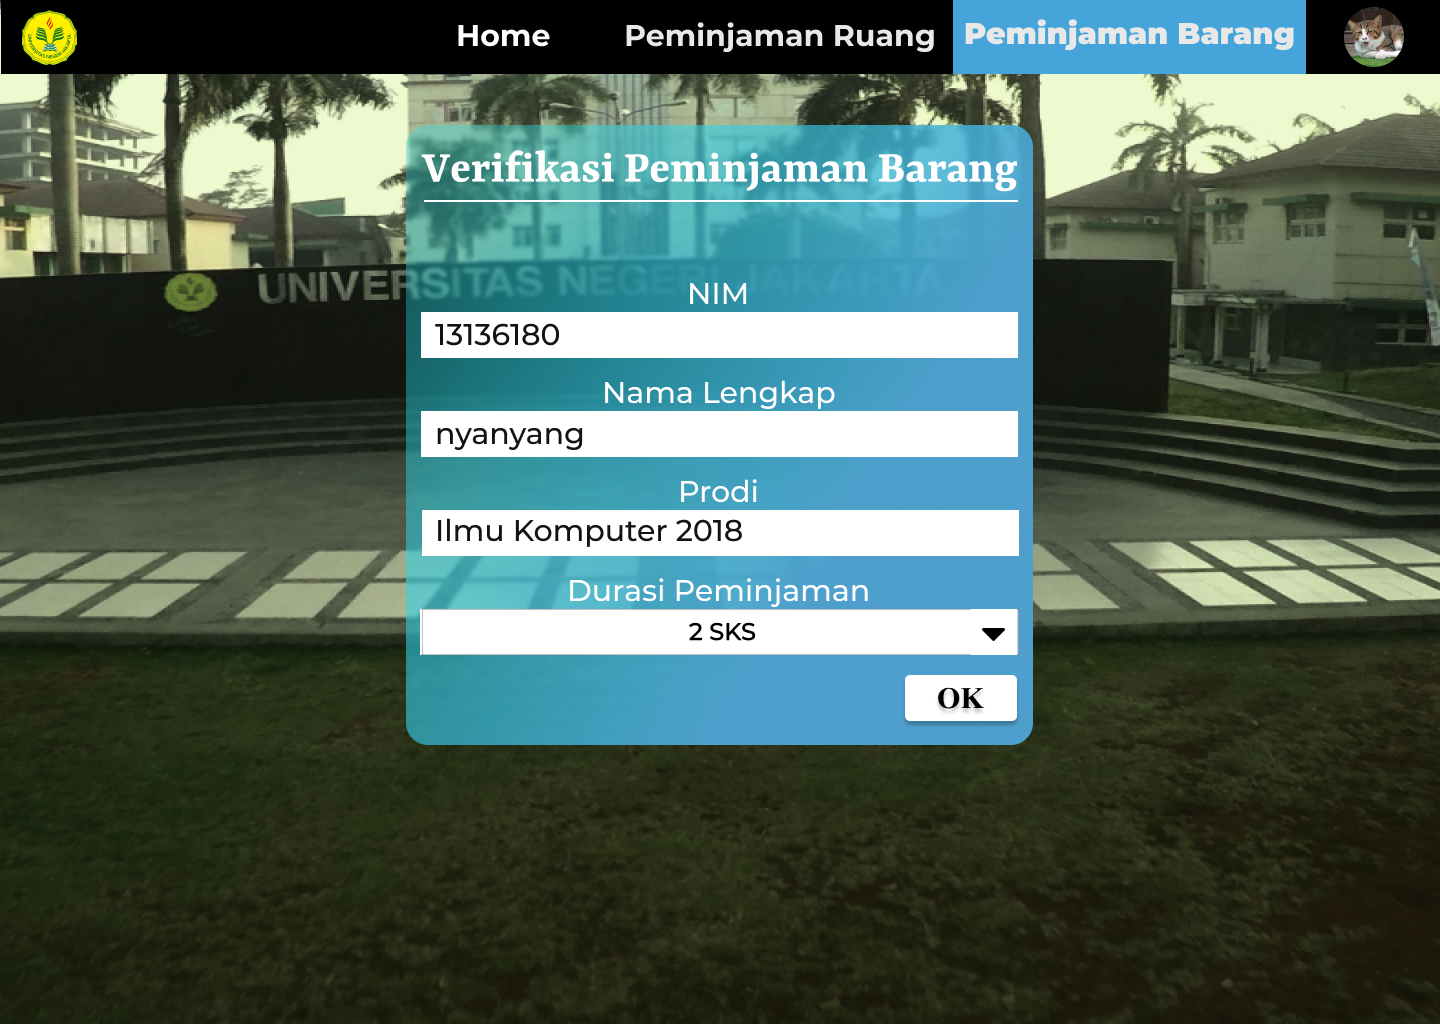 Home
Peminjaman Ruang
Peminjaman Barang
Verifikasi Peminjaman Barang
UNIVERSITAS NEGERI JAKARTA
NIM
13136180
Nama Lengkap
nyanyang
Prodi
Ilmu Komputer 2018
Durasi Peminjaman
2 SKS
OK